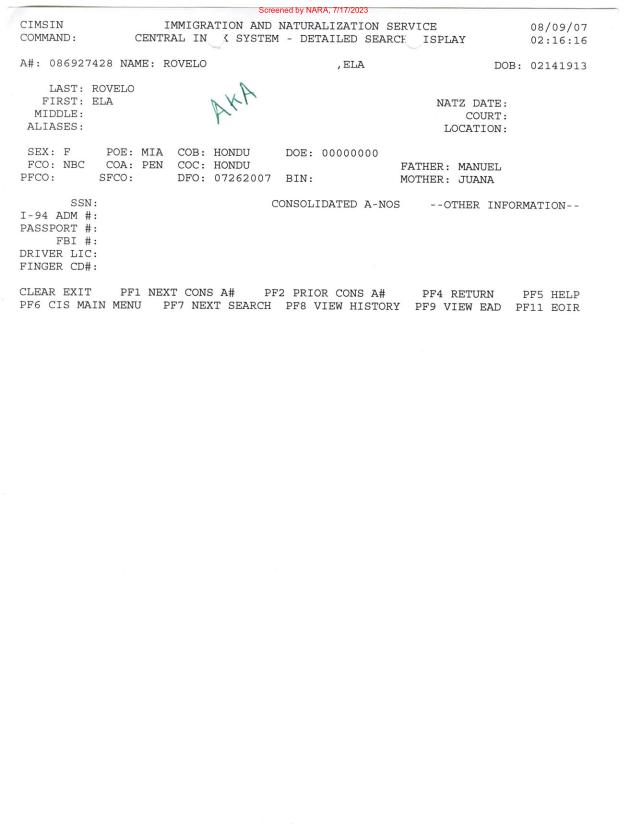 Screened by NARA, 7/17/2023
CIMSIN IMMIGRATION AND NATURALIZATION SERVICE 08/09/07
COMMAND: CENTRAL IN X SYSTEM - DETAILED SEARCH ISPLAY 02:16:16
A#: 086927428 NAME: ROVELO ,ELA DOB: 02141913
LAST: ROVELO
FIRST: ELA NATZ DATE:
MIDDLE: COURT:
ALIASES: LOCATION:
AKA
SEX: F POE: MIA COB: HONDU DOE: 00000000
FCO: NBC COA: PEN COC: HONDU FATHER: MANUEL
PFCO: SFCO: DFO: 07262007 BIN: MOTHER: JUANA
SSN: CONSOLIDATED A-NOS --OTHER INFORMATION--
I-94 ADM #:
PASSPORT #:
FBI #:
DRIVER LIC:
FINGER CD#:
CLEAR EXIT PF1 NEXT CONS A# PF2 PRIOR CONS A# PF4 RETURN PF5 HELP
PF6 CIS MAIN MENU PF7 NEXT SEARCH PF8 VIEW HISTORY PF9 VIEW EAD PF11 EOIR